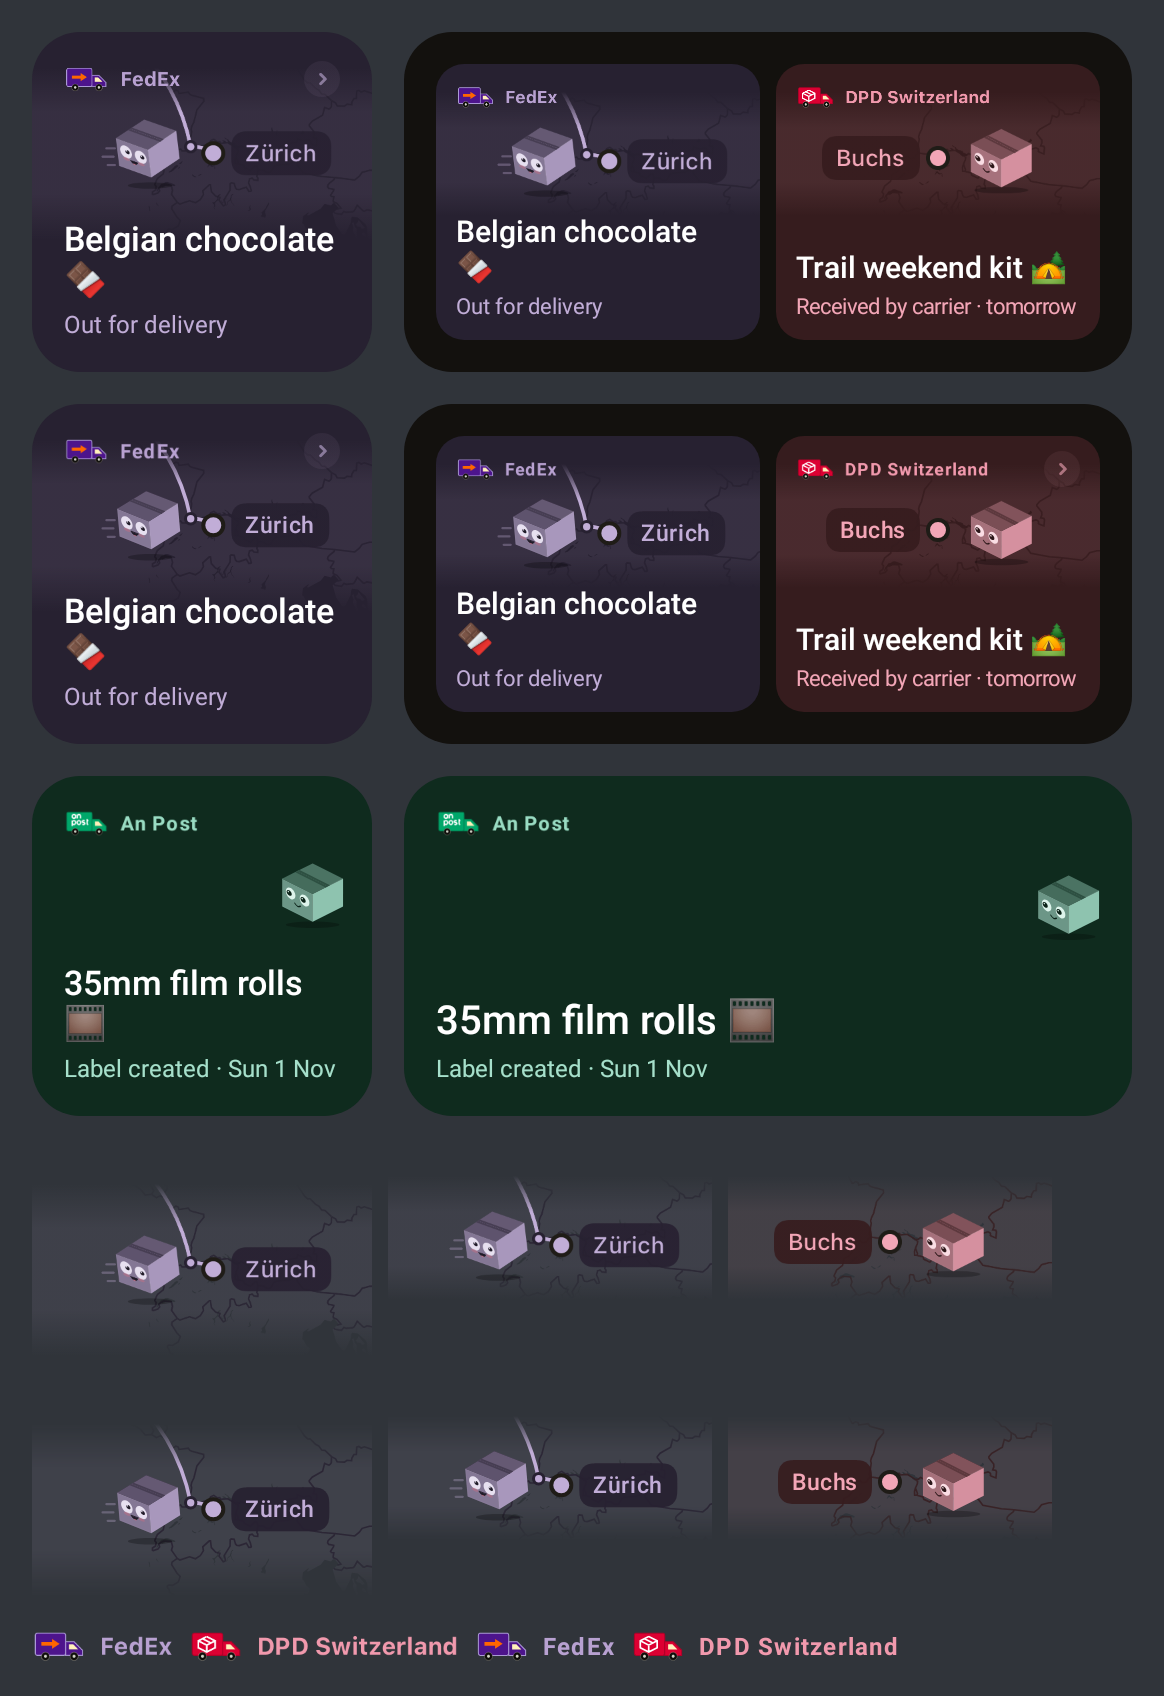 FedEx
Zürich
Belgian chocolate 🍫
Out for delivery
FedEx
Zürich
Belgian chocolate 🍫
Out for delivery
DPD Switzerland
Buchs
Trail weekend kit 🏕️
Received by carrier · tomorrow
FedEx
Zürich
Belgian chocolate 🍫
Out for delivery
FedEx
Zürich
Belgian chocolate 🍫
Out for delivery
DPD Switzerland
Buchs
Trail weekend kit 🏕️
Received by carrier · tomorrow
on
post
An Post
35mm film rolls 🎞️
Label created · Sun 1 Nov
on
post
An Post
35mm film rolls 🎞️
Label created · Sun 1 Nov
Zürich
Zürich
Buchs
Zürich
Zürich
Buchs
FedEx
DPD Switzerland
FedEx
DPD Switzerland